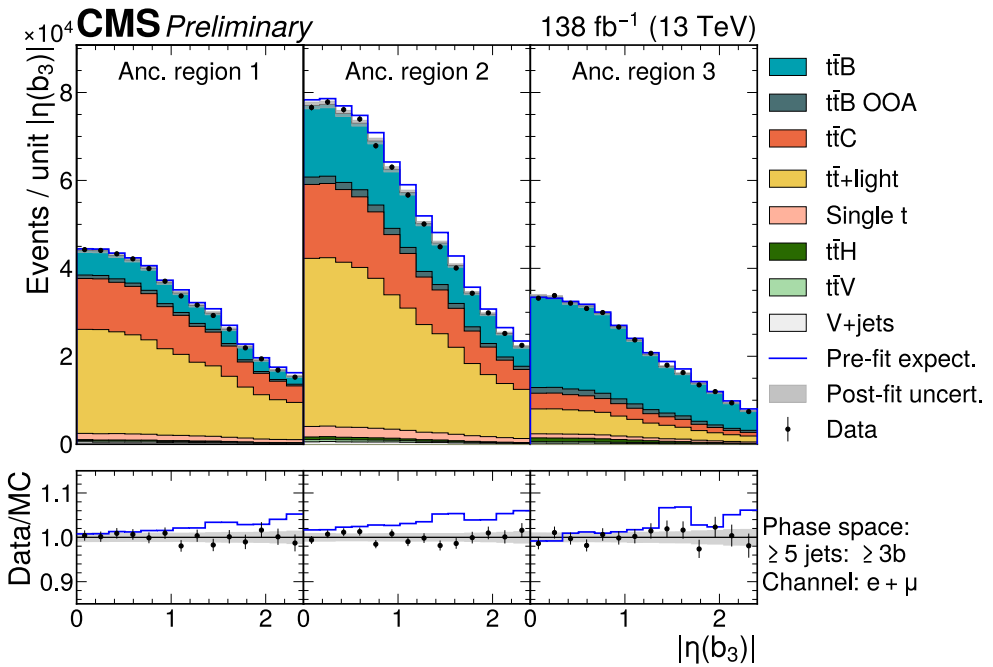 CMS Preliminary 138 fb⁻¹ (13 TeV)
×10⁴
Anc. region 1 Anc. region 2 Anc. region 3
Events / unit |η(b₃)|
8
6
4
2
0
tt̄B
tt̄B OOA
tt̄C
tt̄+light
Single t
tt̄H
tt̄V
V+jets
Pre-fit expect.
Post-fit uncert.
Data
Data/MC
1.1
1.0
0.9
0 1 2 0 1 2 0 1 2
|η(b₃)|
Phase space:
≥ 5 jets: ≥ 3b
Channel: e + μ